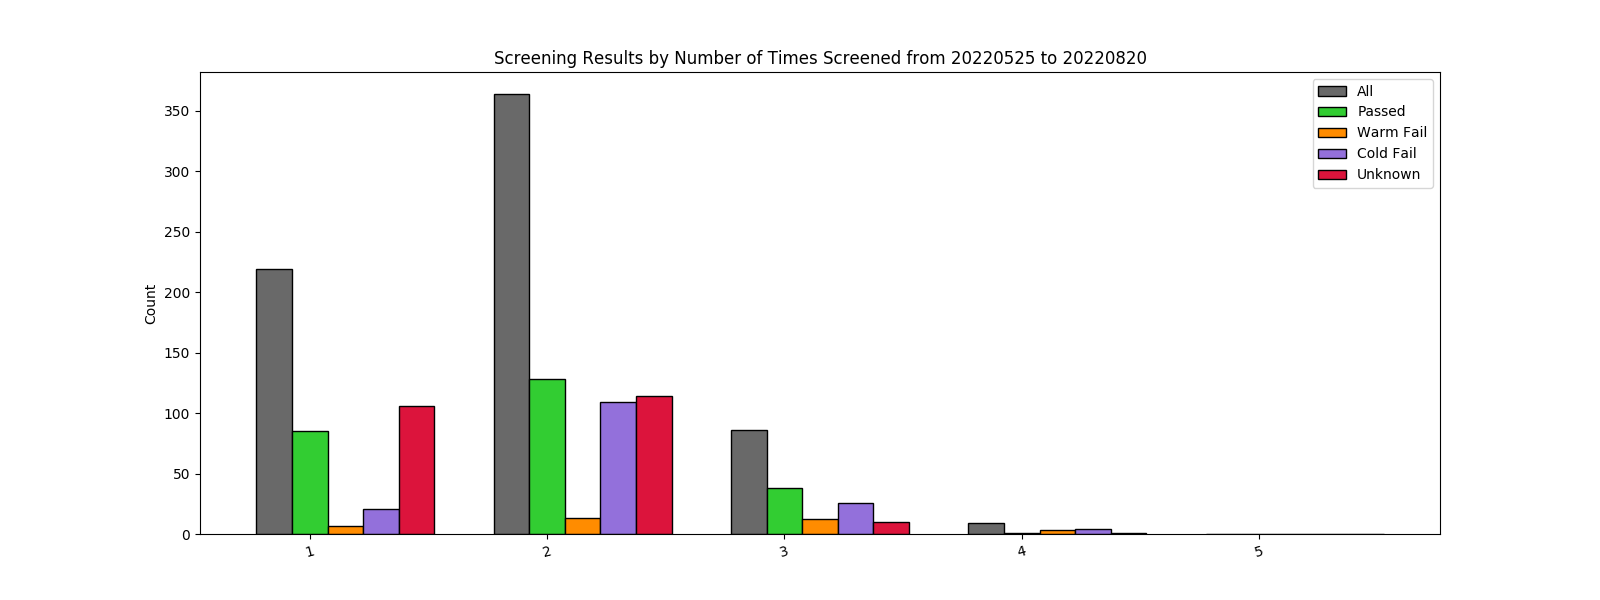 Screening Results by Number of Times Screened from 20220525 to 20220820
All
Passed
Warm Fail
Cold Fail
Unknown
Count
350
300
250
200
150
100
50
0
1
2
3
4
5